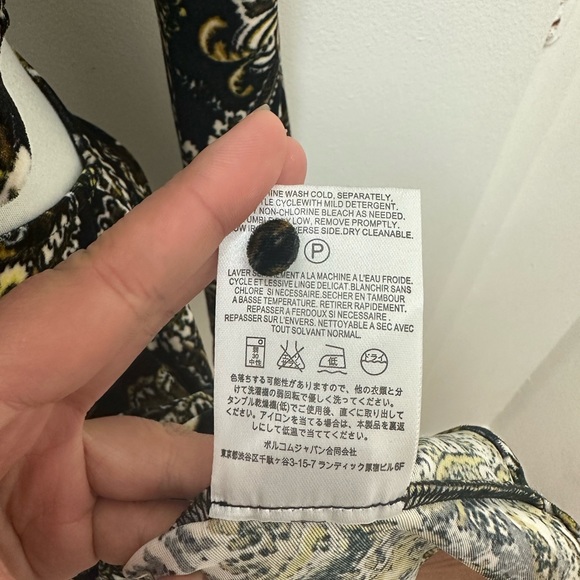 WASH COLD, SEPARATELY,
CYCLEWITH MILD DETERGENT.
NON-CHLORINE BLEACH AS NEEDED.
LOW, REMOVE PROMPTLY.
SIDE.DRY CLEANABLE.
P
LAVER A LA MACHINE A L'EAU FROIDE.
CYCLE ET LESSIVE LINGE DELICAT.BLANCHIR SANS
CHLORE SI NECESSAIRE.SECHER EN TAMBOUR
A BASSE TEMPERATURE. RETIRER RAPIDEMENT.
REPASSER A FERDOUX SI NECESSAIRE
REPASSER SUR L'ENVERS. NETTOYABLE A SEC AVEC
TOUT SOLVANT NORMAL.
弱
30
中性
低
ドライ
色落ちする可能性がありますので、他の衣類と分
けて洗濯機の弱回転で優しく洗ってください。
タンブル乾燥機(低)でご使用後、直ぐに取り出して
ください。アイロンを当てる場合は、本製品を裏返
しにして低温で当ててください。
ポルコムジャパン合同会社
東京都渋谷区千駄ヶ谷3-15-7 ランディック原宿ビル6F